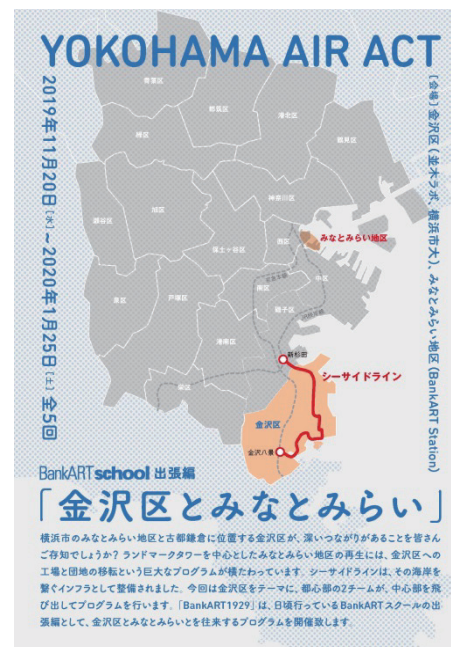 YOKOHAMA AIR ACT
2019年11月20日[水]~2020年1月25日[土] 全5回
[会場]金沢区(並木ラボ、横浜市大)、みなとみらい地区(BankART Station)
青葉区
都筑区
港北区
緑区
鶴見区
神奈川区
瀬谷区
旭区
西区
みなとみらい地区
保土ヶ谷区
中区
南区
泉区
戸塚区
磯子区
港南区
新杉田
シーサイドライン
栄区
金沢区
金沢八景
BankART school 出張編
「金沢区とみなとみらい」
横浜市のみなとみらい地区と古都鎌倉に位置する金沢区が、深いつながりがあることを皆さん
ご存知でしょうか? ランドマークタワーを中心としたみなとみらい地区の再生には、金沢区への
工場と団地の移転という巨大なプログラムが横たわっています。シーサイドラインは、その海岸を
繋ぐインフラとして整備されました。今回は金沢区をテーマに、都心部の2チームが、中心部を飛
び出してプログラムを行います。「BankART1929」は、日頃行っているBankARTスクールの出
張編として、金沢区とみなとみらいとを往来するプログラムを開催致します。